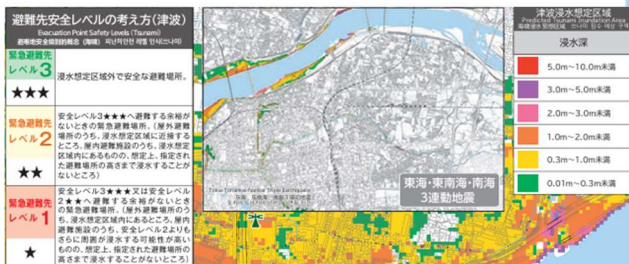 避難先安全レベルの考え方(津波)
Evacuation Point Safety Levels (Tsunami)
緊急避難先
レベル3
★★★
浸水想定区域外で安全な避難場所。
緊急避難先
レベル2
★★
安全レベル3★★★へ避難する余裕が
ないときの緊急避難場所。(屋外避難
場所のうち、浸水想定区域に近接する
ところ、屋内避難施設のうち、浸水想定
区域内にあるものの、想定上、指定され
た避難場所の高さまで浸水することが
ないところ)
緊急避難先
レベル1
★
安全レベル3★★★又は安全レベル
2★★へ避難する余裕がないとき
の緊急避難場所。(屋外避難場所のう
ち、浸水想定区域内にあるところ、屋内
避難施設のうち、安全レベル2よりも
さらに周囲が浸水する可能性が高い
ものの、想定上、指定された避難場所の
高さまで浸水することがないところ)
東海・東南海・南海
3連動地震
津波浸水想定区域
Predicted Tsunami Inundation Area
浸水深
5.0m~10.0m未満
3.0m~5.0m未満
2.0m~3.0m未満
1.0m~2.0m未満
0.3m~1.0m未満
0.01m~0.3m未満